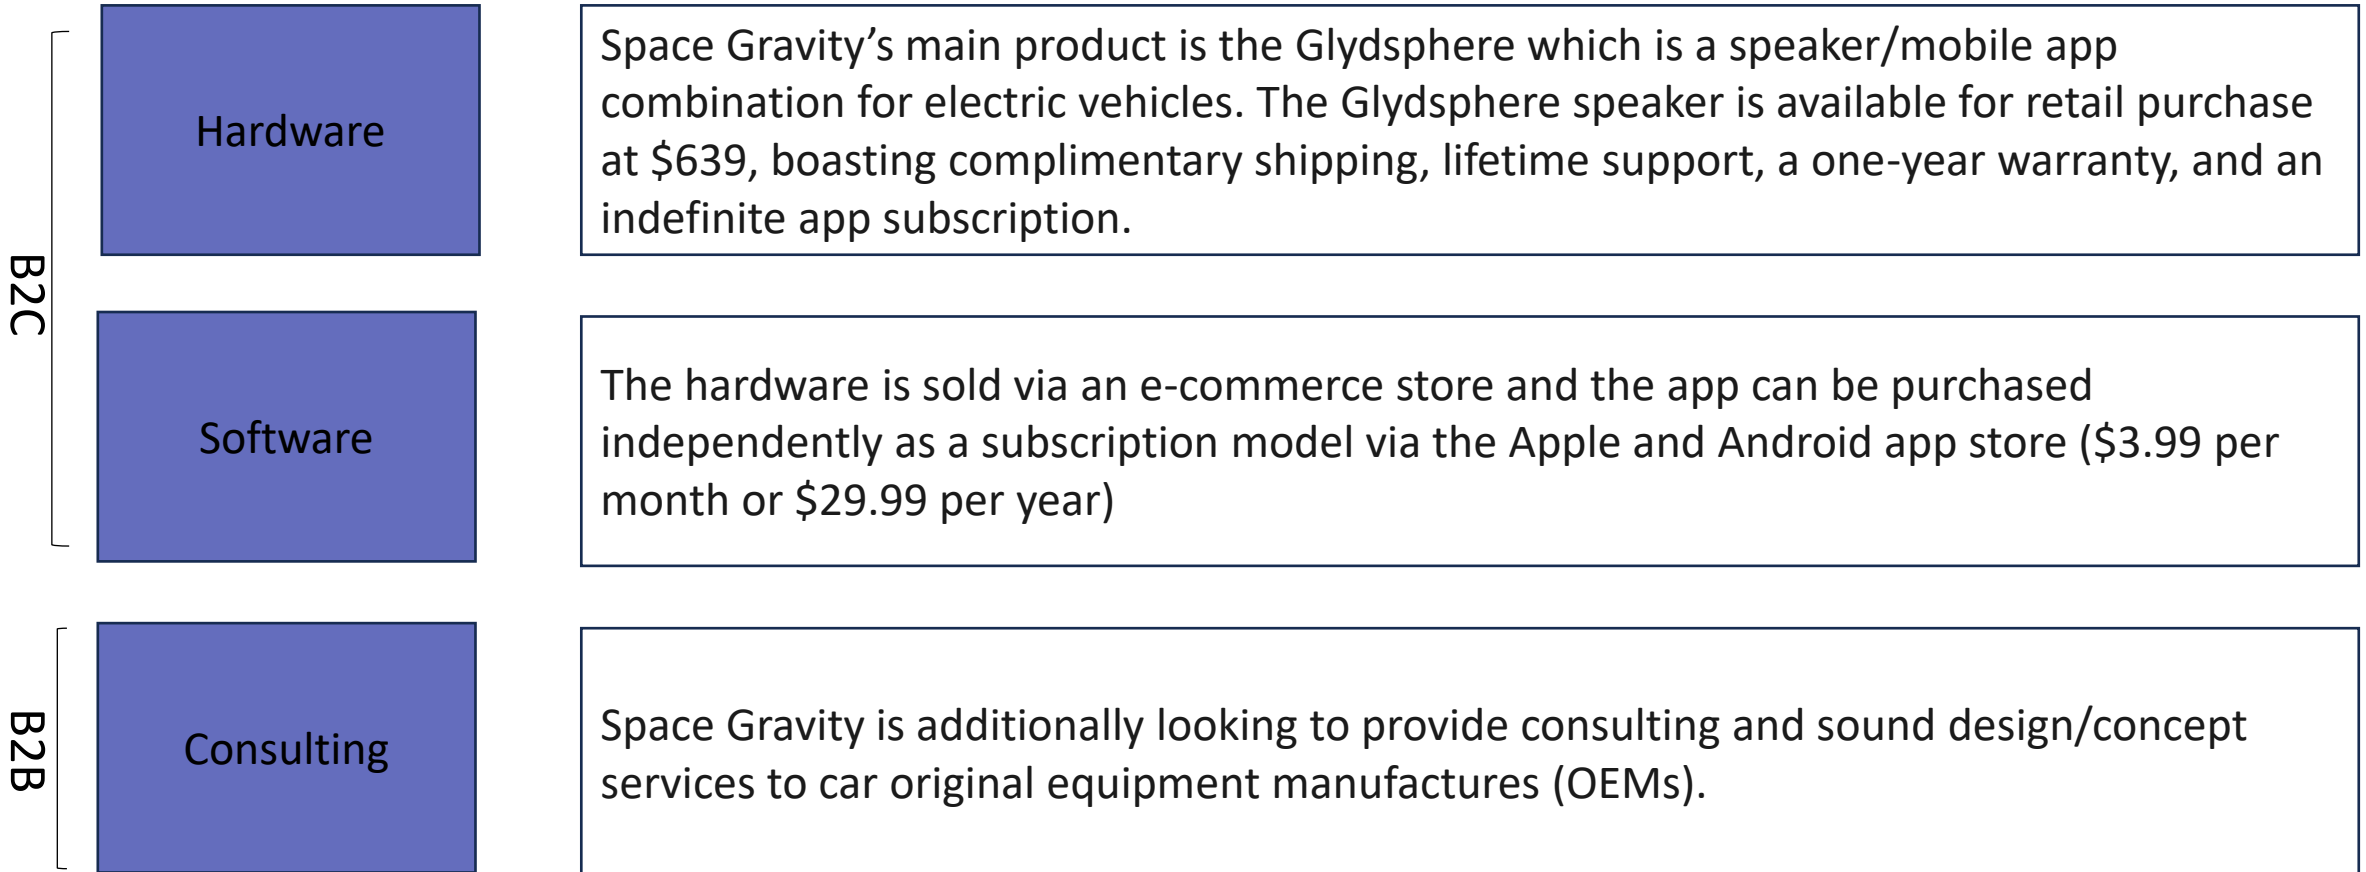 B2C
Hardware
Space Gravity’s main product is the Glydsphere which is a speaker/mobile app
combination for electric vehicles. The Glydsphere speaker is available for retail purchase
at $639, boasting complimentary shipping, lifetime support, a one-year warranty, and an
indefinite app subscription.
Software
The hardware is sold via an e-commerce store and the app can be purchased
independently as a subscription model via the Apple and Android app store ($3.99 per
month or $29.99 per year)
B2B
Consulting
Space Gravity is additionally looking to provide consulting and sound design/concept
services to car original equipment manufactures (OEMs).